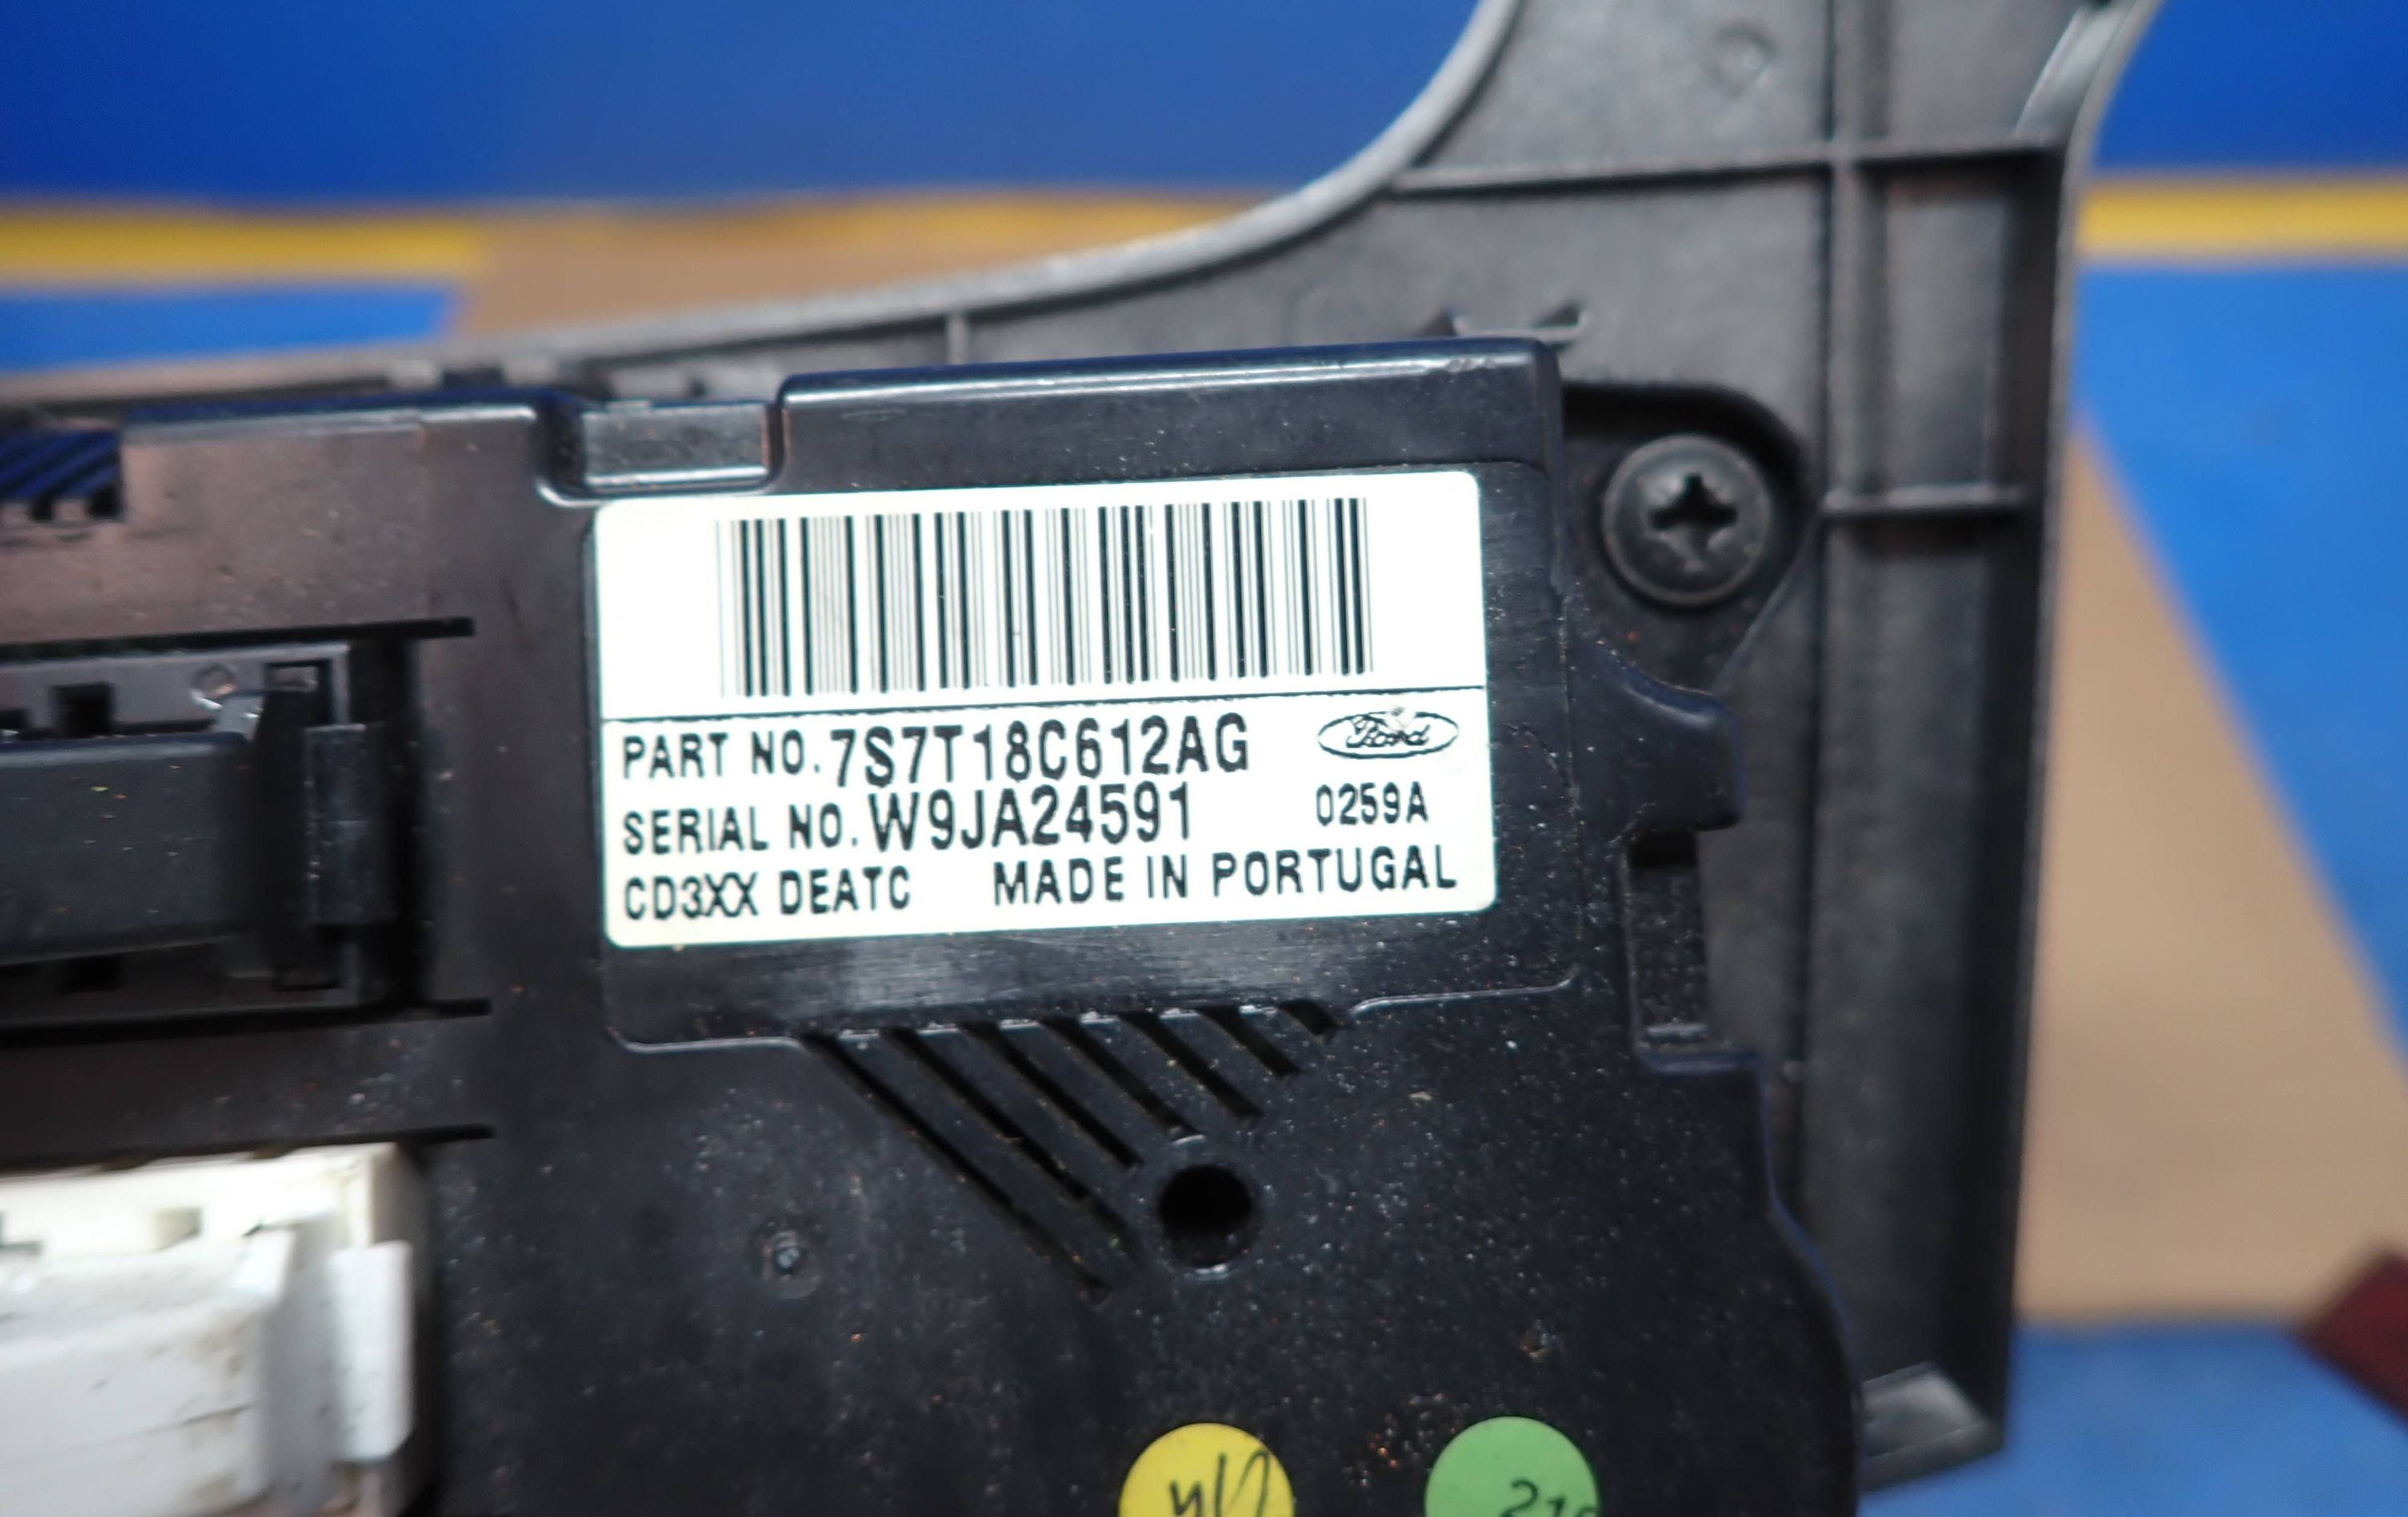 PART NO. 7S7T18C612AG Ford
SERIAL NO. W9JA24591 0259A
CD3XX DEATC MADE IN PORTUGAL